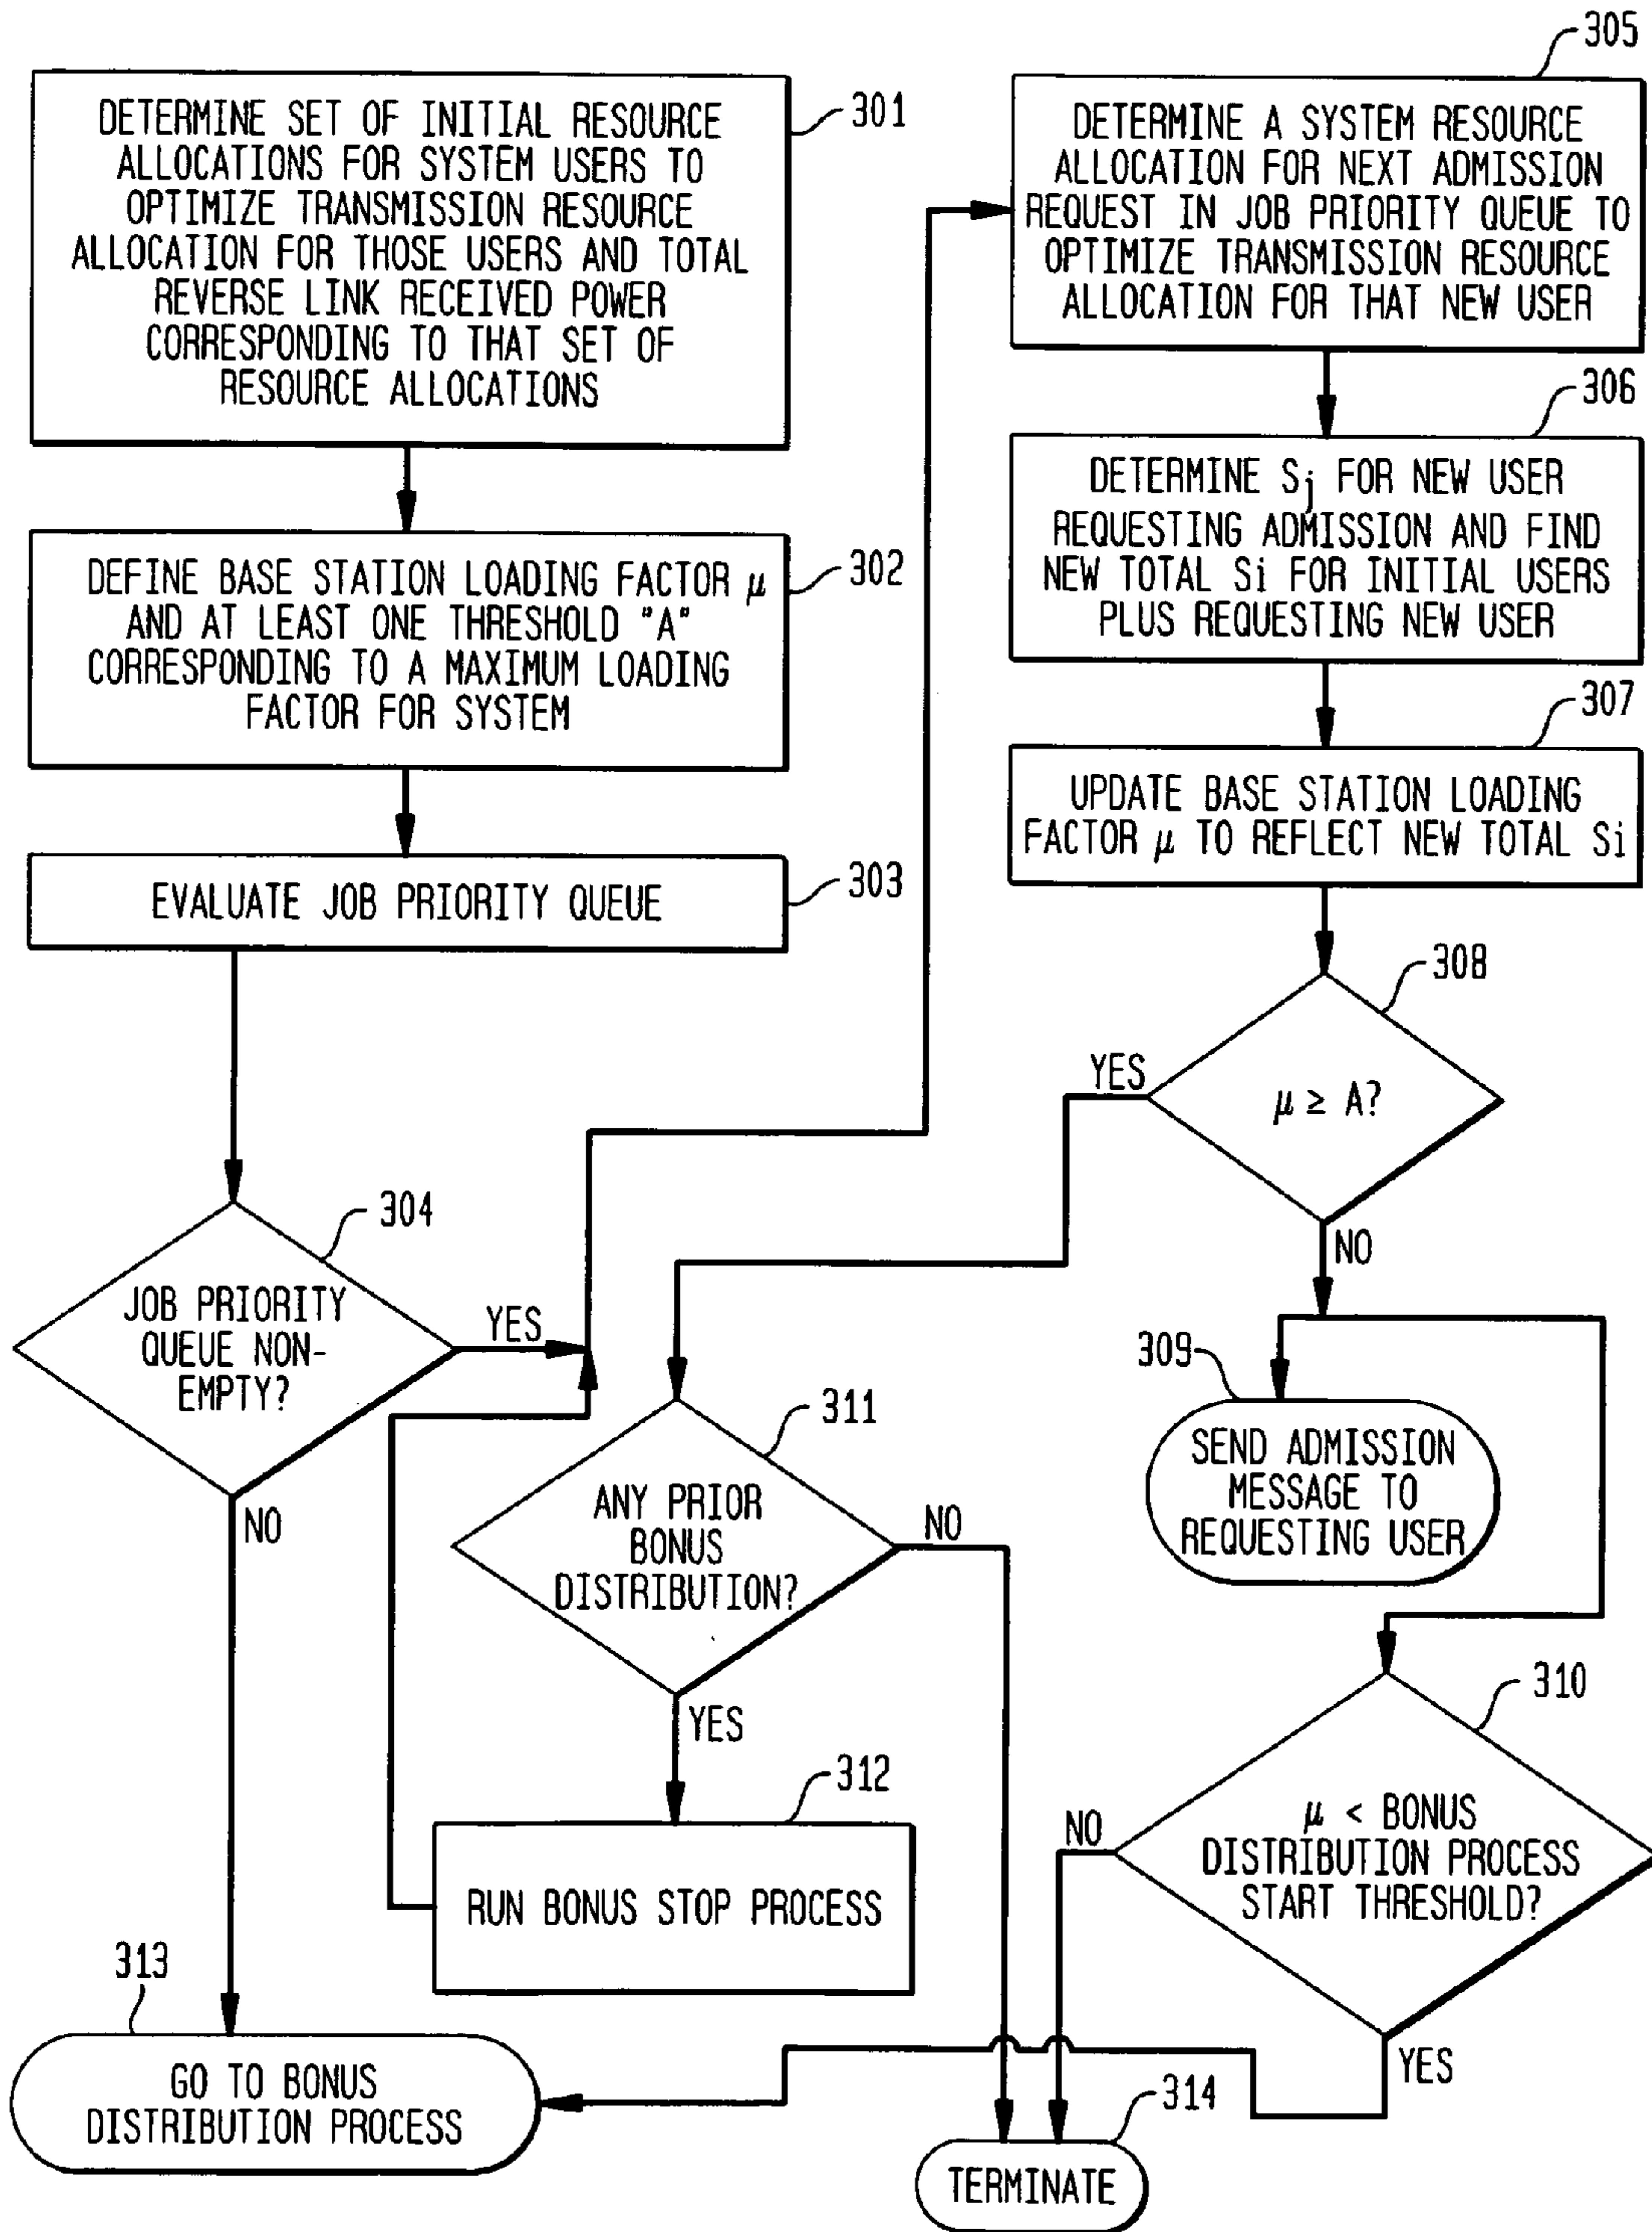 301
DETERMINE SET OF INITIAL RESOURCE
ALLOCATIONS FOR SYSTEM USERS TO
OPTIMIZE TRANSMISSION RESOURCE
ALLOCATION FOR THOSE USERS AND TOTAL
REVERSE LINK RECEIVED POWER
CORRESPONDING TO THAT SET OF
RESOURCE ALLOCATIONS
302
DEFINE BASE STATION LOADING FACTOR μ
AND AT LEAST ONE THRESHOLD "A"
CORRESPONDING TO A MAXIMUM LOADING
FACTOR FOR SYSTEM
303
EVALUATE JOB PRIORITY QUEUE
304
JOB PRIORITY
QUEUE NON-
EMPTY?
YES
NO
305
DETERMINE A SYSTEM RESOURCE
ALLOCATION FOR NEXT ADMISSION
REQUEST IN JOB PRIORITY QUEUE TO
OPTIMIZE TRANSMISSION RESOURCE
ALLOCATION FOR THAT NEW USER
306
DETERMINE Sj FOR NEW USER
REQUESTING ADMISSION AND FIND
NEW TOTAL Si FOR INITIAL USERS
PLUS REQUESTING NEW USER
307
UPDATE BASE STATION LOADING
FACTOR μ TO REFLECT NEW TOTAL Si
308
μ ≥ A?
YES
NO
309
SEND ADMISSION
MESSAGE TO
REQUESTING USER
310
μ < BONUS
DISTRIBUTION PROCESS
START THRESHOLD?
NO
YES
311
ANY PRIOR
BONUS
DISTRIBUTION?
NO
YES
312
RUN BONUS STOP PROCESS
313
GO TO BONUS
DISTRIBUTION PROCESS
314
TERMINATE